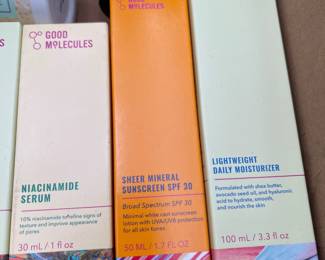 GOOD
MOLECULES
NIACINAMIDE
SERUM
10% niacinamide to refine signs of
texture and improve appearance
of pores
30 mL / 1 fl oz
GOOD
MOLECULES
SHEER MINERAL
SUNSCREEN SPF 30
Broad Spectrum SPF 30
Minimal white cast sunscreen
lotion with UVA/UVB protection
for all skin tones.
50 ML / 1.7 FL OZ
LIGHTWEIGHT
DAILY MOISTURIZER
Formulated with shea butter,
avocado seed oil, and hyaluronic
acid to hydrate, smooth,
and nourish the skin
100 mL / 3.3 fl oz